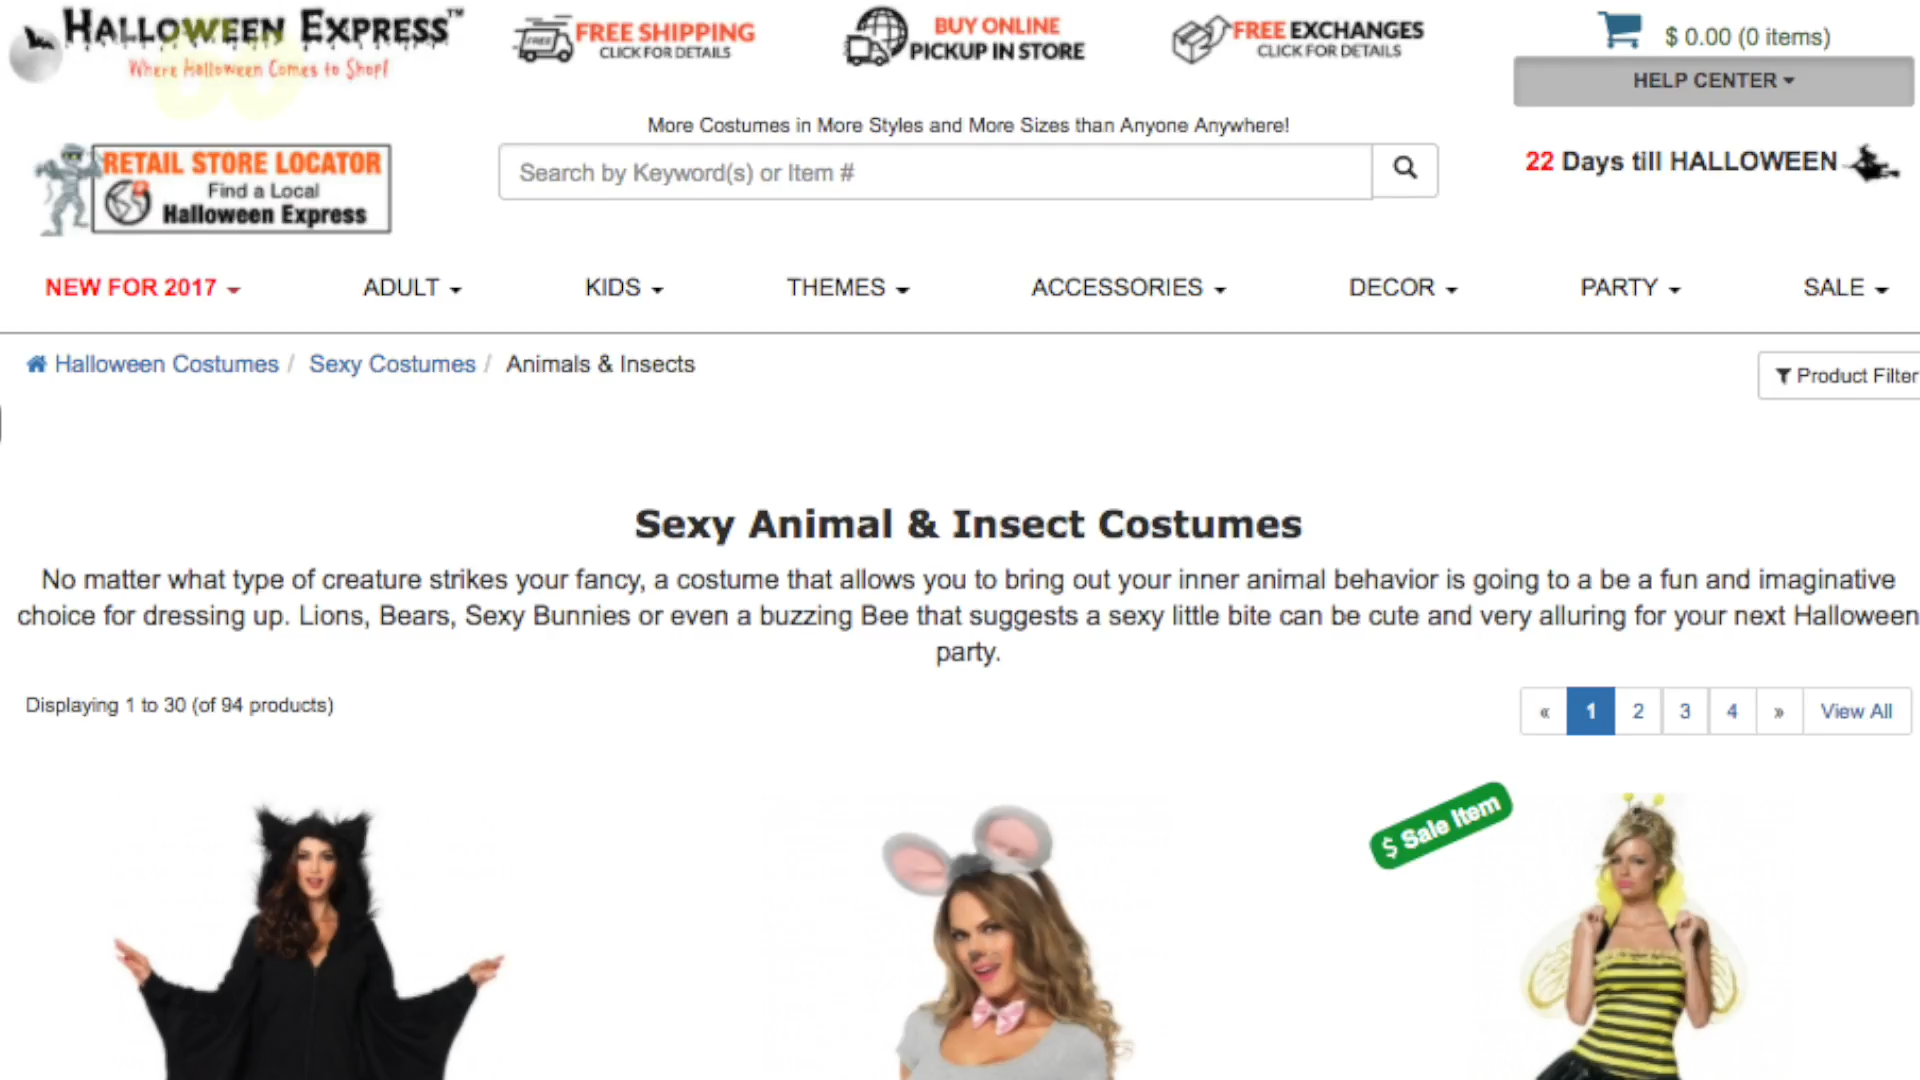 HALLOWEEN EXPRESS™
Where Halloween Comes to Shop!
FREE
FREE SHIPPING
CLICK FOR DETAILS
BUY ONLINE
PICKUP IN STORE
FREE EXCHANGES
CLICK FOR DETAILS
$ 0.00 (0 items)
HELP CENTER
More Costumes in More Styles and More Sizes than Anyone Anywhere!
RETAIL STORE LOCATOR
Find a Local
Halloween Express
Search by Keyword(s) or Item #
22 Days till HALLOWEEN
NEW FOR 2017 ADULT KIDS THEMES ACCESSORIES DECOR PARTY SALE
Halloween Costumes / Sexy Costumes / Animals & Insects
Product Filter
Sexy Animal & Insect Costumes
No matter what type of creature strikes your fancy, a costume that allows you to bring out your inner animal behavior is going to a be a fun and imaginative
choice for dressing up. Lions, Bears, Sexy Bunnies or even a buzzing Bee that suggests a sexy little bite can be cute and very alluring for your next Halloween
party.
Displaying 1 to 30 (of 94 products)
« 1 2 3 4 » View All
$ Sale Item